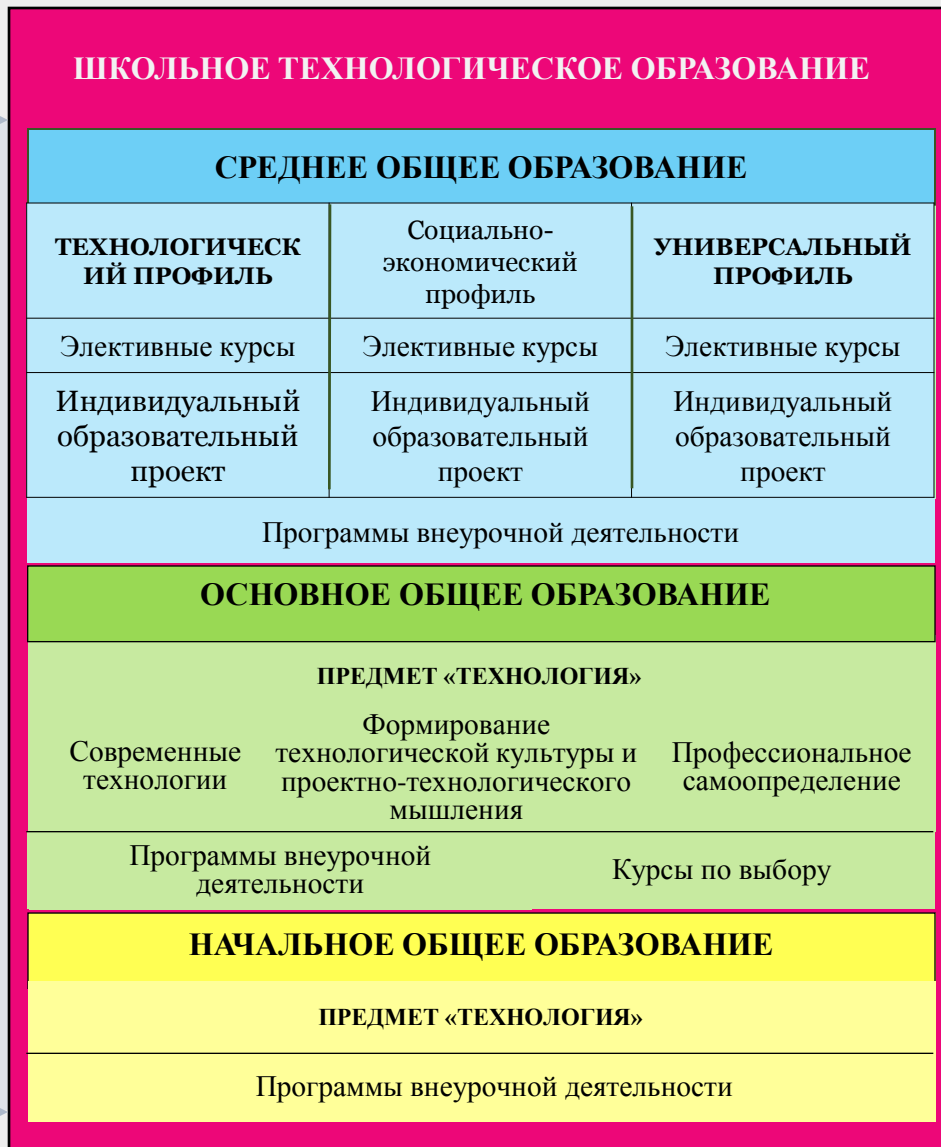 ШКОЛЬНОЕ ТЕХНОЛОГИЧЕСКОЕ ОБРАЗОВАНИЕ
СРЕДНЕЕ ОБЩЕЕ ОБРАЗОВАНИЕ
ТЕХНОЛОГИЧЕСК
ИЙ ПРОФИЛЬ
Социально-
экономический
профиль
УНИВЕРСАЛЬНЫЙ
ПРОФИЛЬ
Элективные курсы
Элективные курсы
Элективные курсы
Индивидуальный
образовательный
проект
Индивидуальный
образовательный
проект
Индивидуальный
образовательный
проект
Программы внеурочной деятельности
ОСНОВНОЕ ОБЩЕЕ ОБРАЗОВАНИЕ
ПРЕДМЕТ «ТЕХНОЛОГИЯ»
Современные
технологии
Формирование
технологической культуры и
проектно-технологического
мышления
Профессиональное
самоопределение
Программы внеурочной
деятельности
Курсы по выбору
НАЧАЛЬНОЕ ОБЩЕЕ ОБРАЗОВАНИЕ
ПРЕДМЕТ «ТЕХНОЛОГИЯ»
Программы внеурочной деятельности